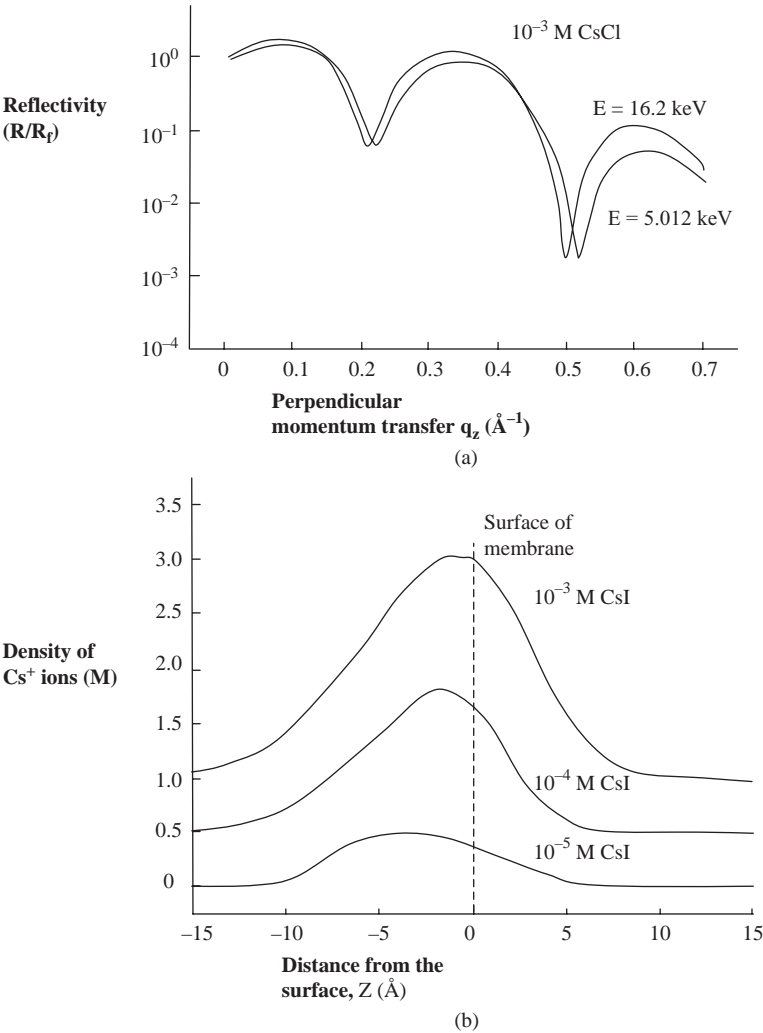 10⁻³ M CsCl
Reflectivity
(R/R_f)
10⁰
10⁻¹
10⁻²
10⁻³
10⁻⁴
E = 16.2 keV
E = 5.012 keV
0 0.1 0.2 0.3 0.4 0.5 0.6 0.7
Perpendicular
momentum transfer q_z (Å⁻¹)
(a)
Density of
Cs⁺ ions (M)
3.5
3.0
2.5
2.0
1.5
1.0
0.5
0
Surface of
membrane
10⁻³ M CsI
10⁻⁴ M CsI
10⁻⁵ M CsI
–15 –10 –5 0 5 10 15
Distance from the
surface, Z (Å)
(b)